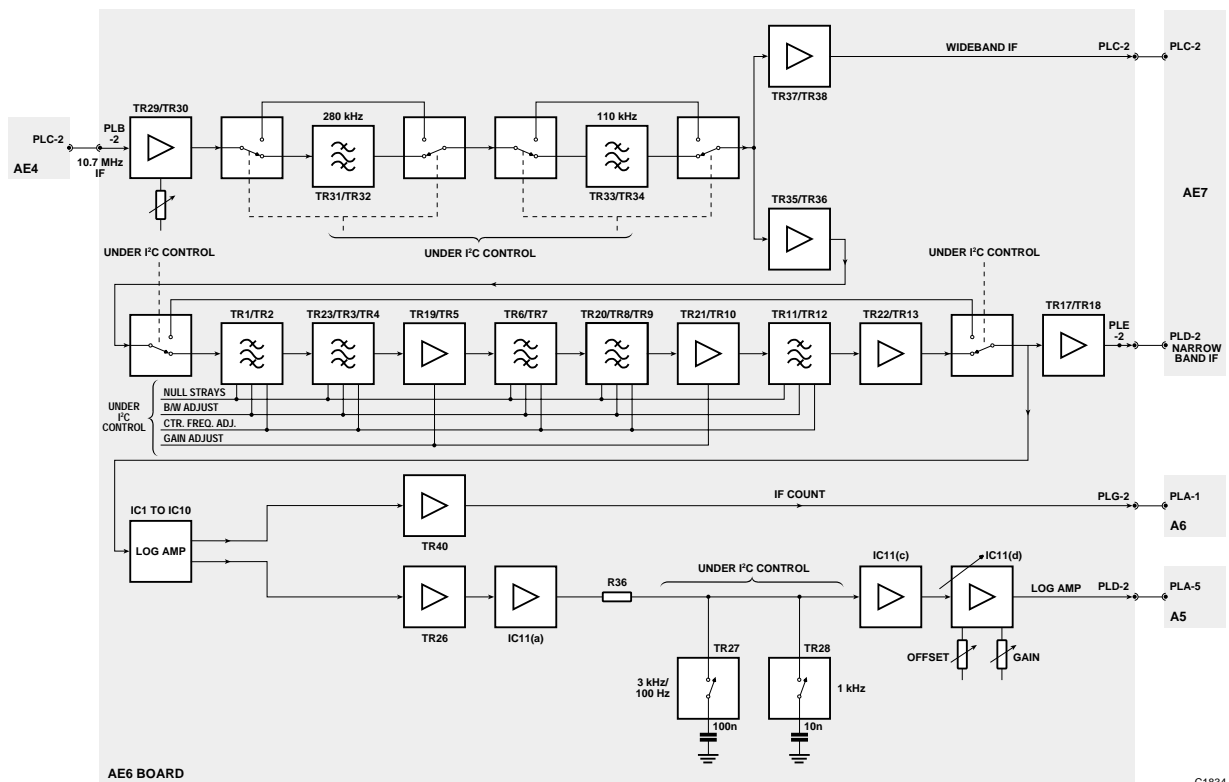 WIDEBAND IF
PLC-2
PLC-2
TR37/TR38
TR29/TR30
280 kHz
110 kHz
PLC-2
PLB
-2
AE4
10.7 MHz
IF
TR31/TR32
TR33/TR34
AE7
TR35/TR36
UNDER I²C CONTROL
UNDER I²C CONTROL
UNDER I²C CONTROL
TR1/TR2
TR23/TR3/TR4
TR19/TR5
TR6/TR7
TR20/TR8/TR9
TR21/TR10
TR11/TR12
TR22/TR13
TR17/TR18
PLE
-2
PLD-2
NARROW
BAND IF
UNDER
I²C
CONTROL
NULL STRAYS
B/W ADJUST
CTR. FREQ. ADJ.
GAIN ADJUST
IF COUNT
PLG-2
PLA-1
A6
IC1 TO IC10
LOG AMP
TR40
UNDER I²C CONTROL
IC11(c)
IC11(d)
R36
LOG AMP
PLD-2
PLA-5
A5
TR26
IC11(a)
TR27
TR28
OFFSET
GAIN
3 kHz/
100 Hz
1 kHz
100n
10n
AE6 BOARD